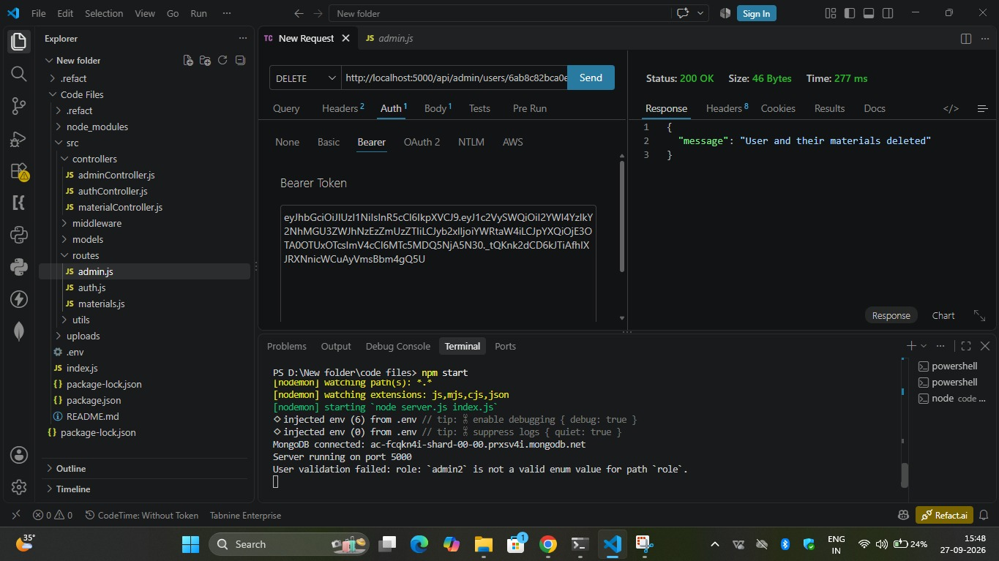 File Edit Selection View Go Run ···
New folder
Sign In
Explorer
New folder
.refact
Code Files
.refact
node_modules
src
controllers
JS adminController.js
JS authController.js
JS materialController.js
middleware
models
routes
JS admin.js
JS auth.js
JS materials.js
utils
uploads
.env
JS index.js
{} package-lock.json
{} package.json
README.md
{} package-lock.json
Outline
Timeline
TC New Request
JS admin.js
DELETE
http://localhost:5000/api/admin/users/6ab8c82bca0e
Send
Query Headers 2 Auth 1 Body 1 Tests Pre Run
None Basic Bearer OAuth 2 NTLM AWS
Bearer Token
Status: 200 OK Size: 46 Bytes Time: 277 ms
Response Headers 8 Cookies Results Docs
1 {
2 "message": "User and their materials deleted"
3 }
Response Chart
Problems Output Debug Console Terminal Ports
PS D:\New folder\code files> npm start
[nodemon] watching path(s): *.*
[nodemon] watching extensions: js,mjs,cjs,json
[nodemon] starting `node server.js index.js`
injected env (6) from .env // tip: ⌘ enable debugging { debug: true }
injected env (0) from .env // tip: ⌘ suppress logs { quiet: true }
MongoDB connected: ac-fcqkn4i-shard-00-00.prxsv4i.mongodb.net
Server running on port 5000
User validation failed: role: `admin2` is not a valid enum value for path `role`.
powershell
powershell
node code ...
0 0 CodeTime: Without Token Tabnine Enterprise
Refact.ai
35°
Search
1
ENG
IN
24%
15:48
27-09-2026